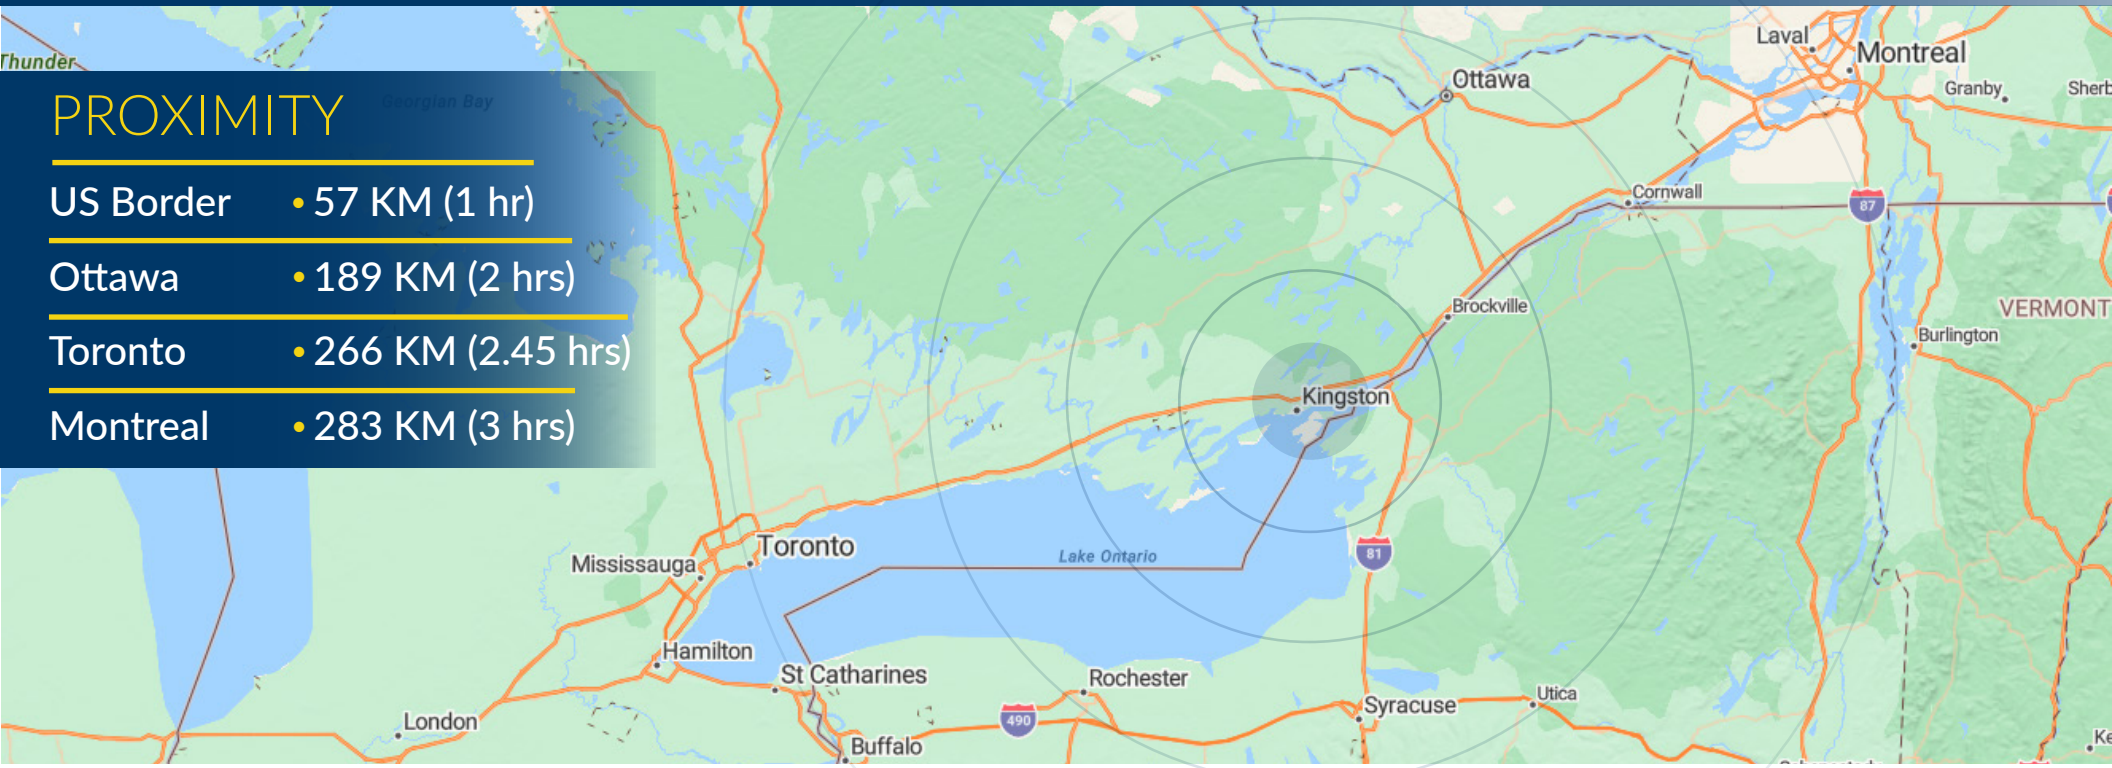 Thunder
Georgian Bay
PROXIMITY
US Border • 57 KM (1 hr)
Ottawa • 189 KM (2 hrs)
Toronto • 266 KM (2.45 hrs)
Montreal • 283 KM (3 hrs)
Laval
Montreal
Ottawa
Granby
Sherb
Cornwall
87
Brockville
VERMONT
Burlington
Kingston
Toronto
Mississauga
Lake Ontario
81
Hamilton
St Catharines
Rochester
Utica
Syracuse
London
490
Buffalo
Ke